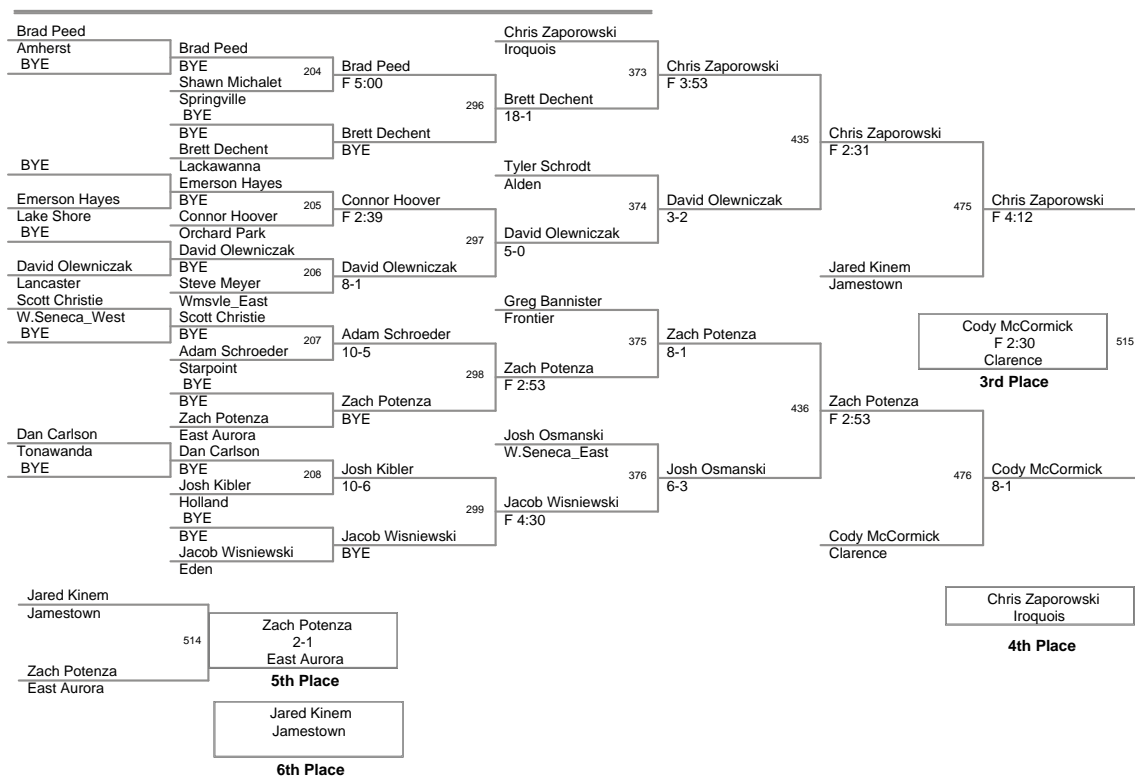 Brad Peed
Amherst
BYE
BYE
Emerson Hayes
Lake Shore
BYE
David Olewniczak
Lancaster
Scott Christie
W.Seneca_West
BYE
Dan Carlson
Tonawanda
BYE
Brad Peed
BYE
204
Shawn Michalet
Springville
BYE
BYE
Brett Dechent
Lackawanna
Emerson Hayes
BYE
205
Connor Hoover
Orchard Park
David Olewniczak
BYE
206
Steve Meyer
Wmsvle_East
Scott Christie
BYE
207
Adam Schroeder
Starpoint
BYE
BYE
Zach Potenza
East Aurora
Dan Carlson
BYE
208
Josh Kibler
Holland
BYE
BYE
Jacob Wisniewski
Eden
Brad Peed
F 5:00
296
Brett Dechent
BYE
Connor Hoover
F 2:39
297
David Olewniczak
8-1
Adam Schroeder
10-5
298
Zach Potenza
BYE
Josh Kibler
10-6
299
Jacob Wisniewski
BYE
Chris Zaporowski
Iroquois
373
Brett Dechent
18-1
Tyler Schrodt
Alden
374
David Olewniczak
5-0
Greg Bannister
Frontier
375
Zach Potenza
F 2:53
Josh Osmanski
W.Seneca_East
376
Jacob Wisniewski
F 4:30
Chris Zaporowski
F 3:53
435
David Olewniczak
3-2
Zach Potenza
8-1
436
Josh Osmanski
6-3
Chris Zaporowski
F 2:31
475
Jared Kinem
Jamestown
Zach Potenza
F 2:53
476
Cody McCormick
Clarence
Chris Zaporowski
F 4:12
Cody McCormick
8-1
Cody McCormick
F 2:30
Clarence
515
3rd Place
Chris Zaporowski
Iroquois
4th Place
Jared Kinem
Jamestown
514
Zach Potenza
East Aurora
Zach Potenza
2-1
East Aurora
5th Place
Jared Kinem
Jamestown
6th Place